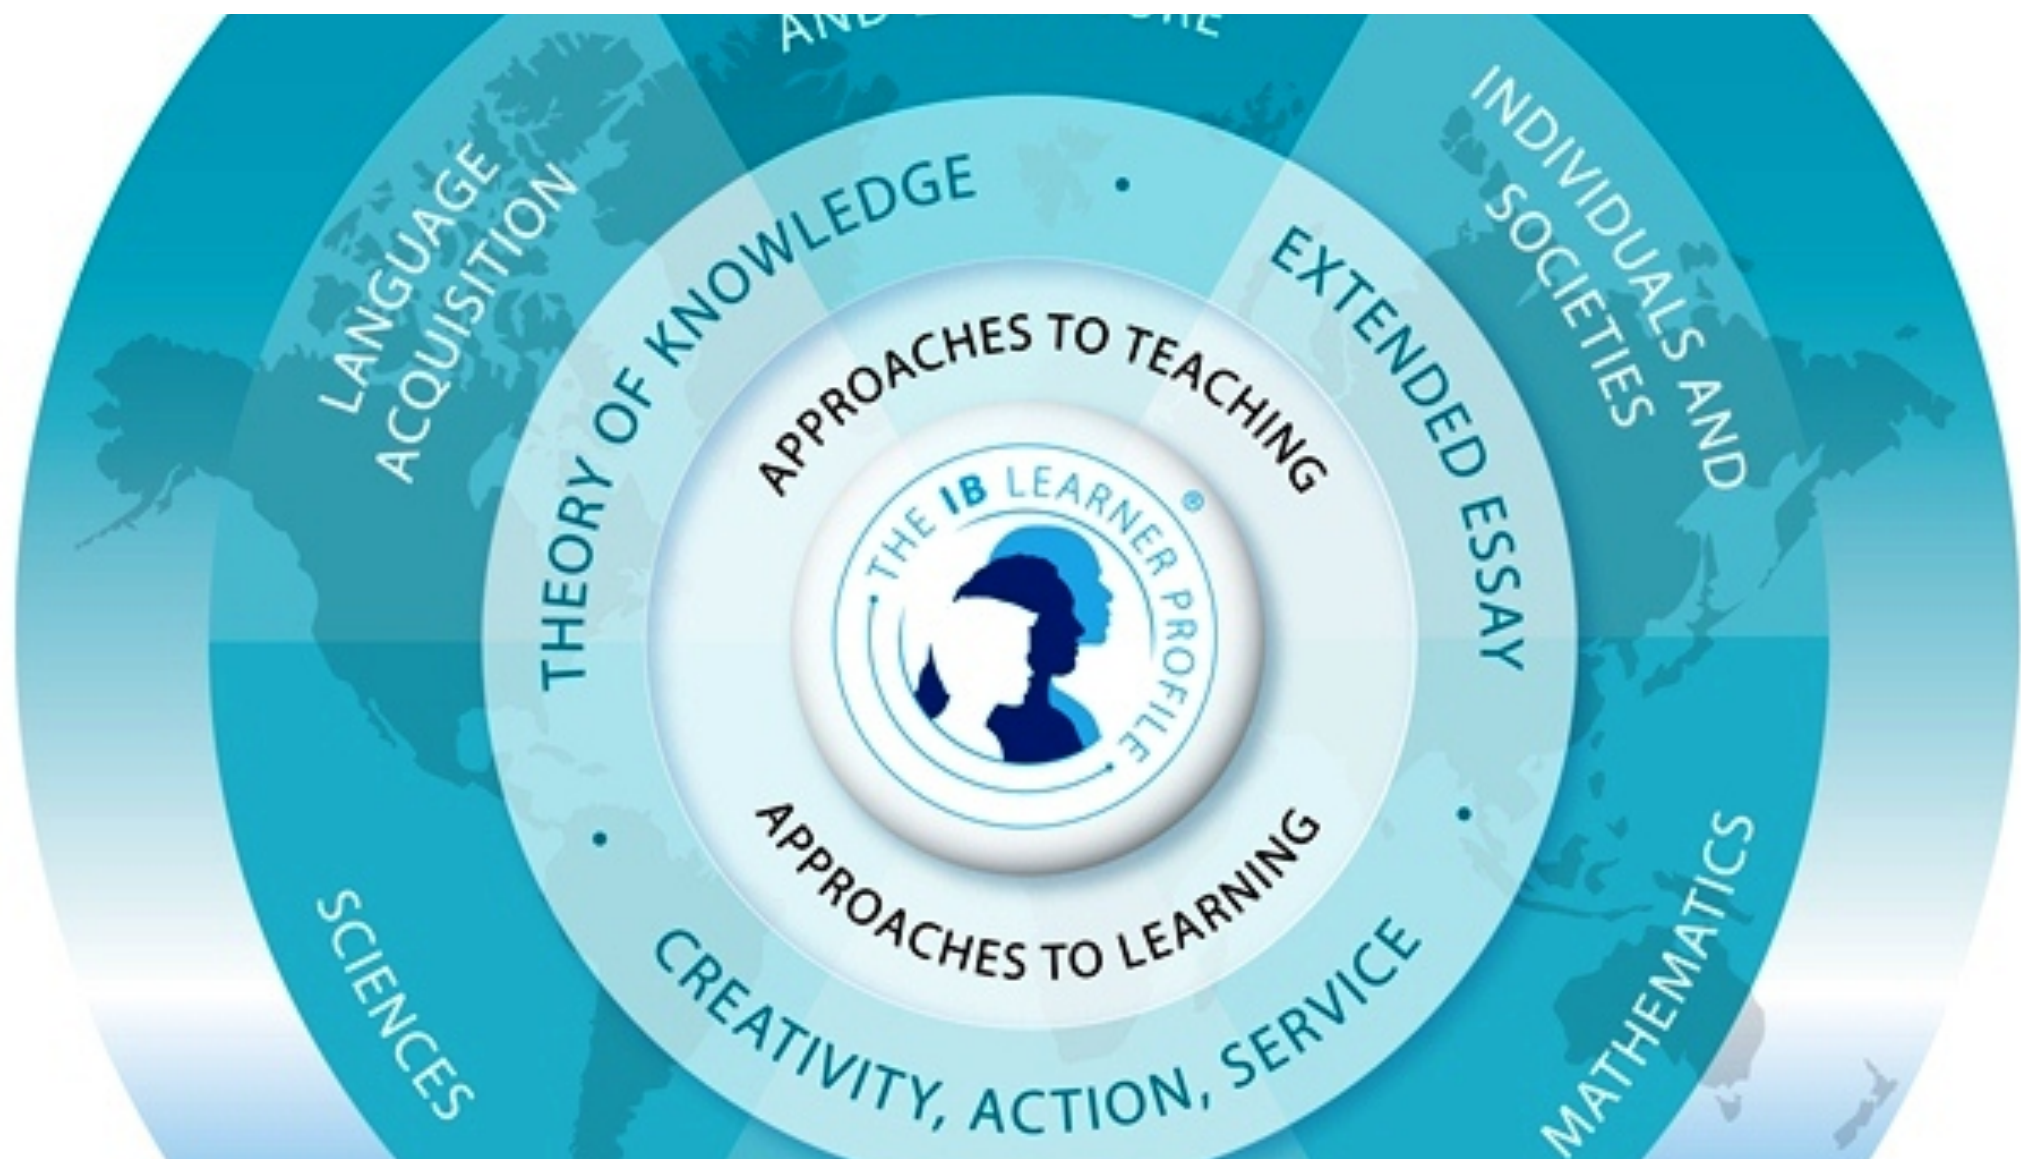 AND
LANGUAGE
ACQUISITION
INDIVIDUALS AND
SOCIETIES
THEORY OF KNOWLEDGE
•
EXTENDED ESSAY
APPROACHES TO TEACHING
• THE IB LEARNER PROFILE •
®
APPROACHES TO LEARNING
•
•
CREATIVITY, ACTION, SERVICE
SCIENCES
MATHEMATICS